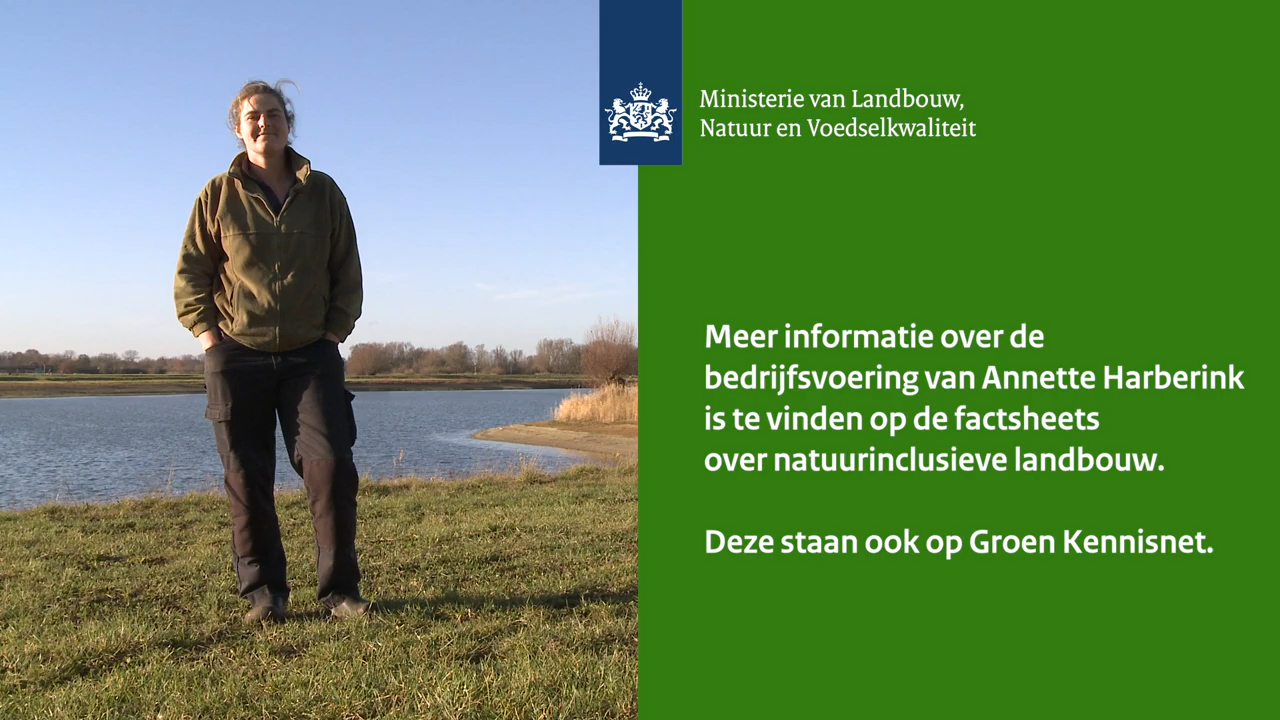 Ministerie van Landbouw,
Natuur en Voedselkwaliteit
Meer informatie over de
bedrijfsvoering van Annette Harberink
is te vinden op de factsheets
over natuurinclusieve landbouw.
Deze staan ook op Groen Kennisnet.